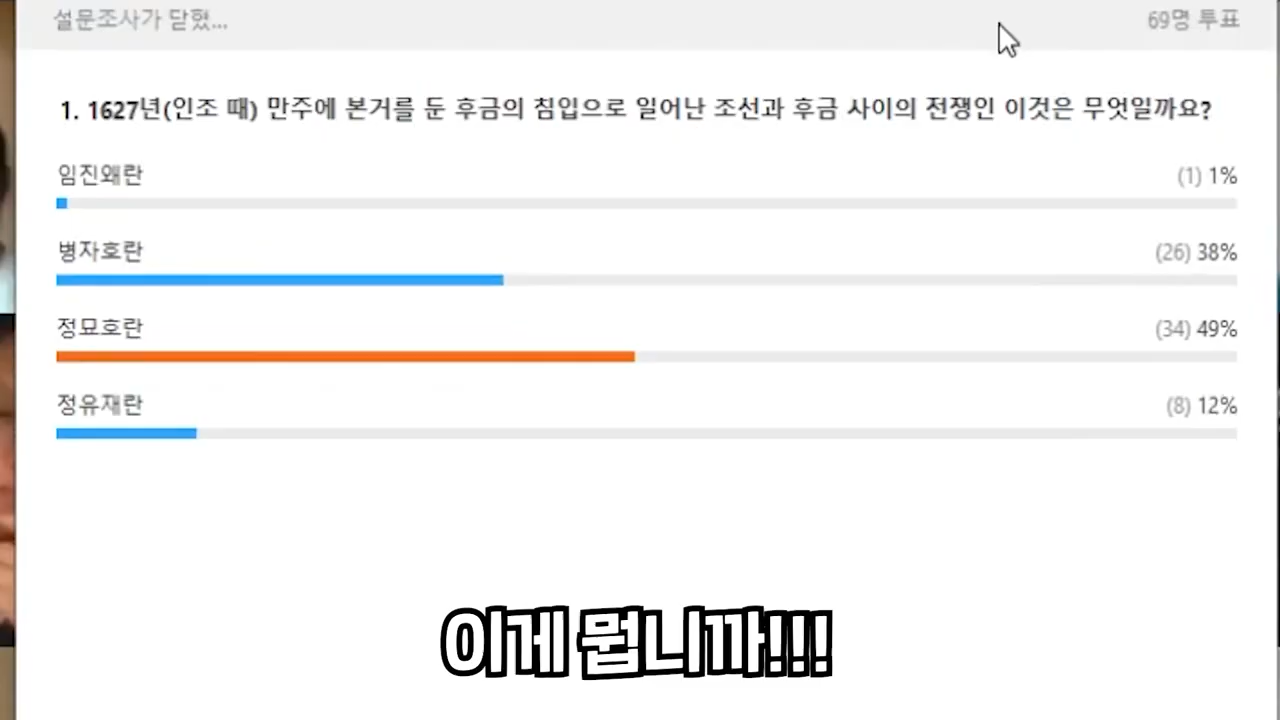 설문조사가 닫혔...
69명 투표
1. 1627년(인조 때) 만주에 본거를 둔 후금의 침입으로 일어난 조선과 후금 사이의 전쟁인 이것은 무엇일까요?
임진왜란
(1) 1%
병자호란
(26) 38%
정묘호란
(34) 49%
정유재란
(8) 12%
이게 뭡니까!!!